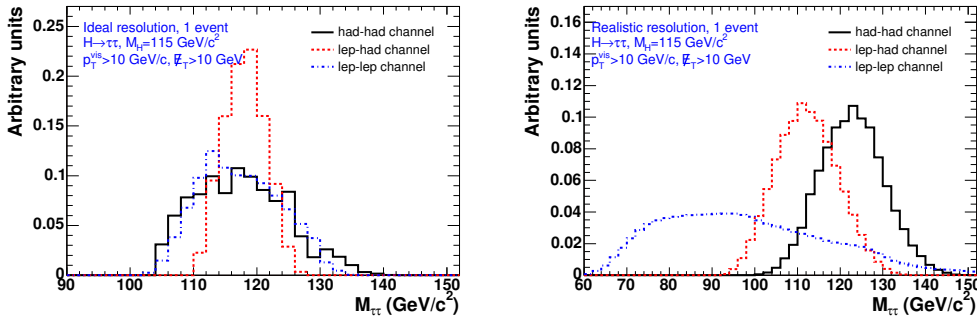 Arbitrary units
0.25
0.2
0.15
0.1
0.05
0
Ideal resolution, 1 event
H→ττ, M_H=115 GeV/c²
p_T^vis>10 GeV/c, E̸_T>10 GeV
had-had channel
lep-had channel
lep-lep channel
90 100 110 120 130 140 150
M_ττ (GeV/c²)
Arbitrary units
0.16
0.14
0.12
0.1
0.08
0.06
0.04
0.02
0
Realistic resolution, 1 event
H→ττ, M_H=115 GeV/c²
p_T^vis>10 GeV/c, E̸_T>10 GeV
had-had channel
lep-had channel
lep-lep channel
60 70 80 90 100 110 120 130 140 150
M_ττ (GeV/c²)